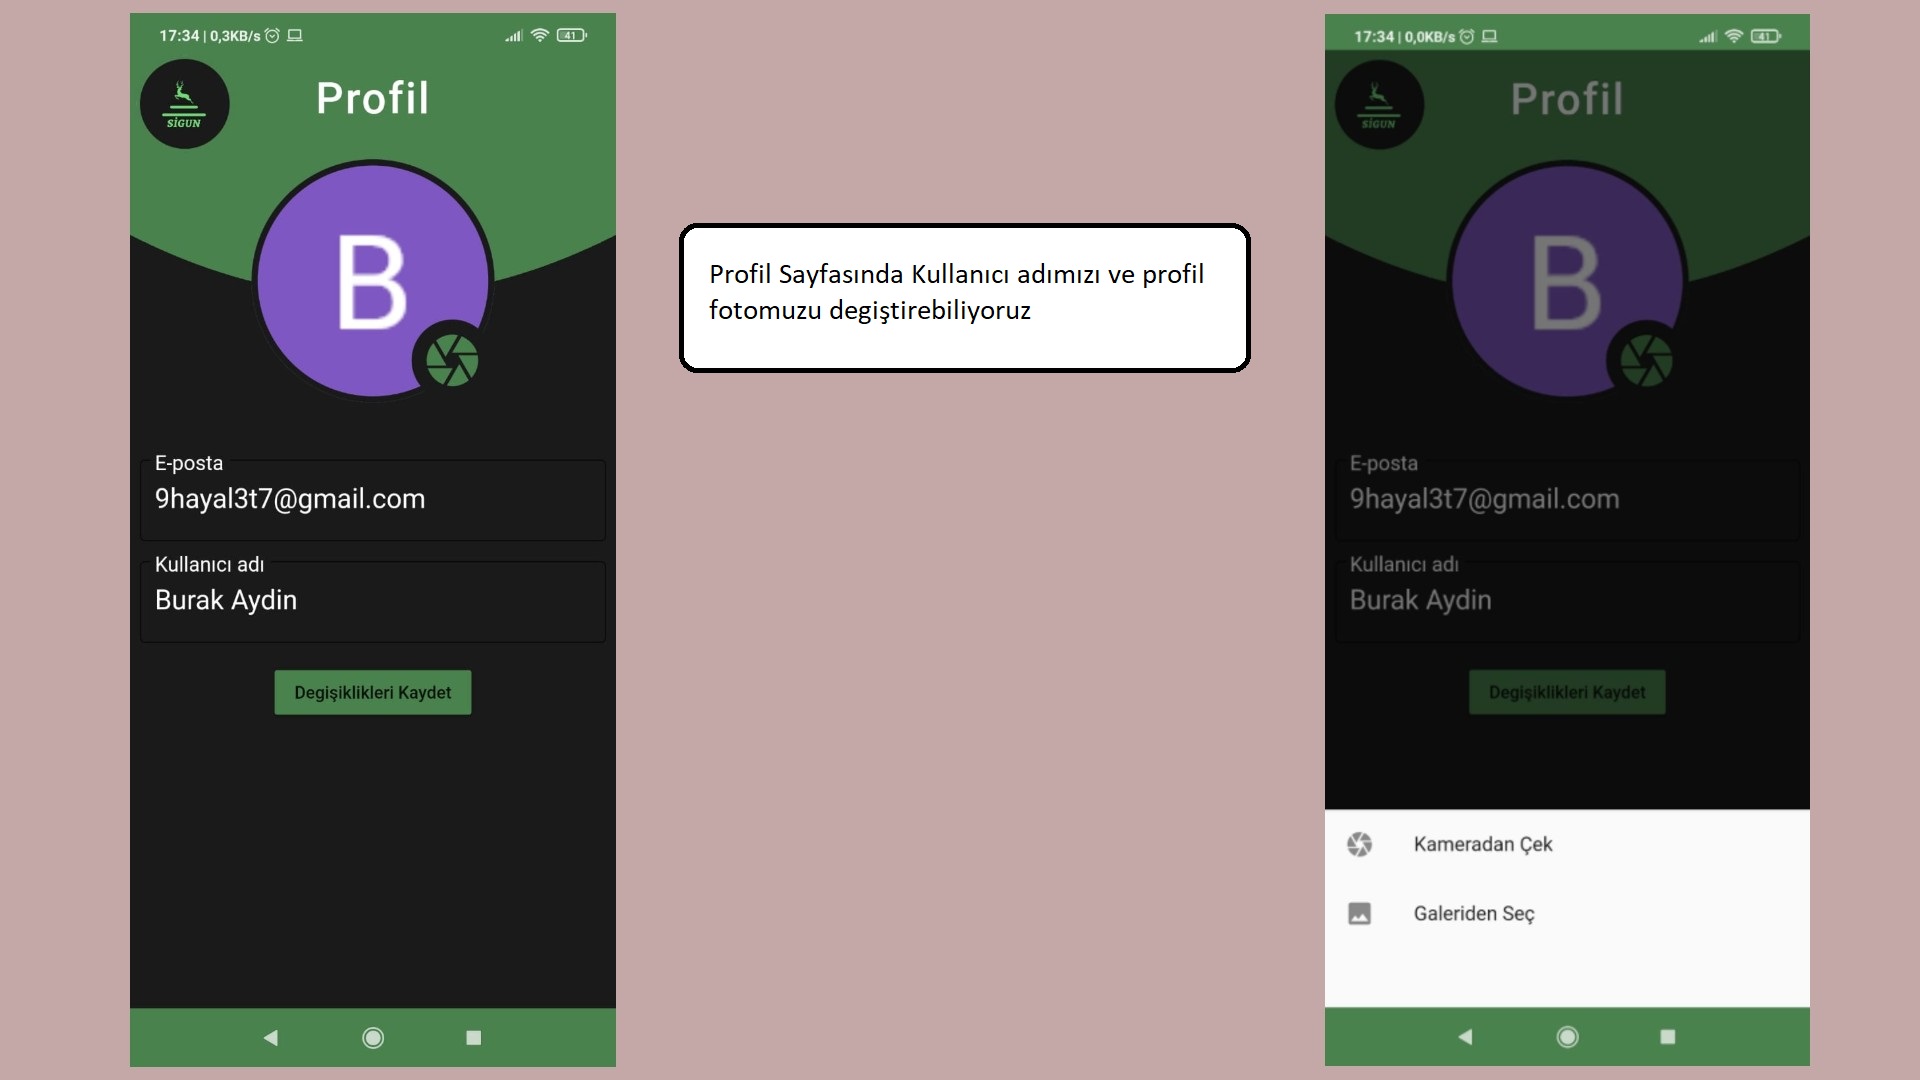 17:34 | 0,3KB/s
41
SİGUN
Profil
B
E-posta
9hayal3t7@gmail.com
Kullanıcı adı
Burak Aydin
Degişiklikleri Kaydet
Profil Sayfasında Kullanıcı adımızı ve profil
fotomuzu degiştirebiliyoruz
17:34 | 0,0KB/s
41
SİGUN
Profil
B
E-posta
9hayal3t7@gmail.com
Kullanıcı adı
Burak Aydin
Degişiklikleri Kaydet
Kameradan Çek
Galeriden Seç